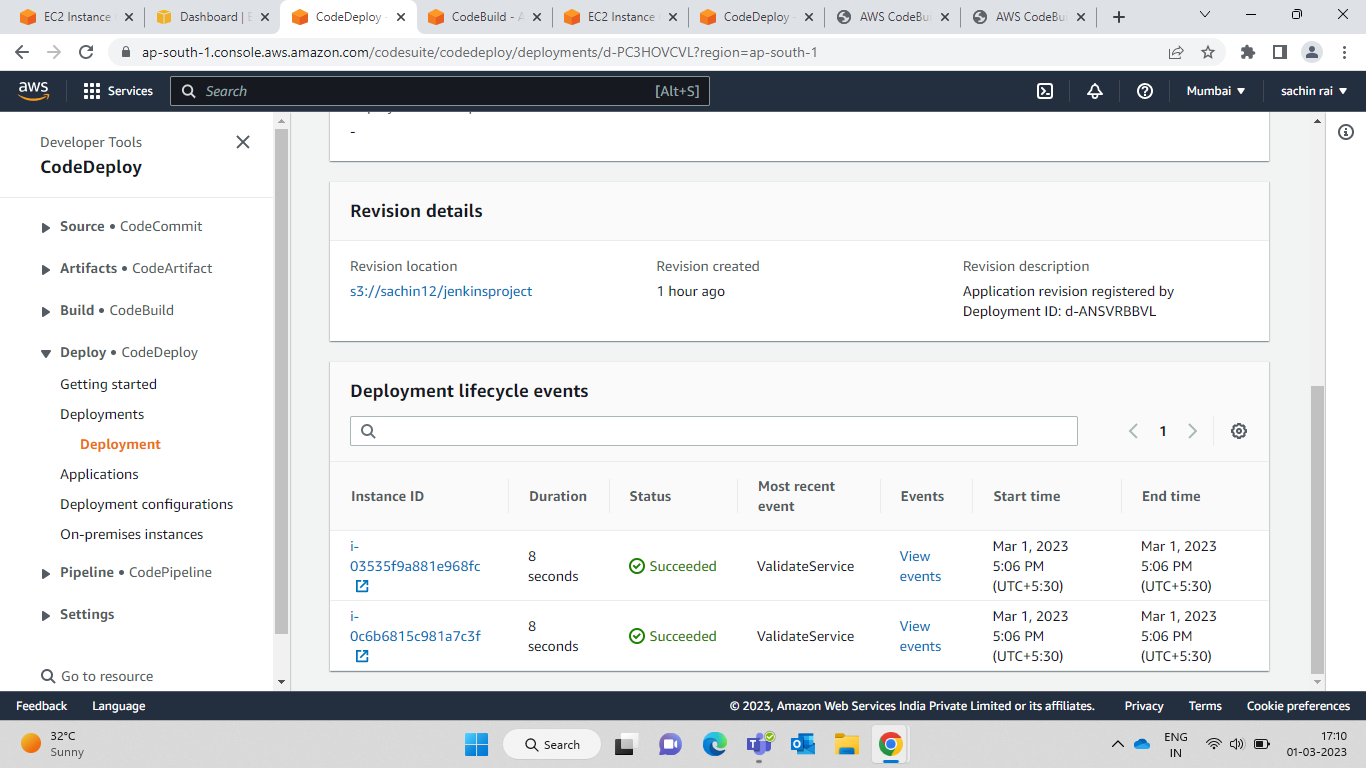 EC2 Instance
Dashboard | E
CodeDeploy -
CodeBuild - A
EC2 Instance
CodeDeploy -
AWS CodeBui
AWS CodeBui
ap-south-1.console.aws.amazon.com/codesuite/codedeploy/deployments/d-PC3HOVCVL?region=ap-south-1
aws
Services
Search
[Alt+S]
Mumbai
sachin rai
Developer Tools
CodeDeploy
Source • CodeCommit
Artifacts • CodeArtifact
Build • CodeBuild
Deploy • CodeDeploy
Getting started
Deployments
Deployment
Applications
Deployment configurations
On-premises instances
Pipeline • CodePipeline
Settings
Go to resource
-
Revision details
Revision location
s3://sachin12/jenkinsproject
Revision created
1 hour ago
Revision description
Application revision registered by
Deployment ID: d-ANSVRBBVL
Deployment lifecycle events
1
Instance ID
Duration
Status
Most recent
event
Events
Start time
End time
i-
03535f9a881e968fc
8
seconds
Succeeded
ValidateService
View
events
Mar 1, 2023
5:06 PM
(UTC+5:30)
Mar 1, 2023
5:06 PM
(UTC+5:30)
i-
0c6b6815c981a7c3f
8
seconds
Succeeded
ValidateService
View
events
Mar 1, 2023
5:06 PM
(UTC+5:30)
Mar 1, 2023
5:06 PM
(UTC+5:30)
Feedback
Language
© 2023, Amazon Web Services India Private Limited or its affiliates.
Privacy
Terms
Cookie preferences
32°C
Sunny
Search
ENG
IN
17:10
01-03-2023